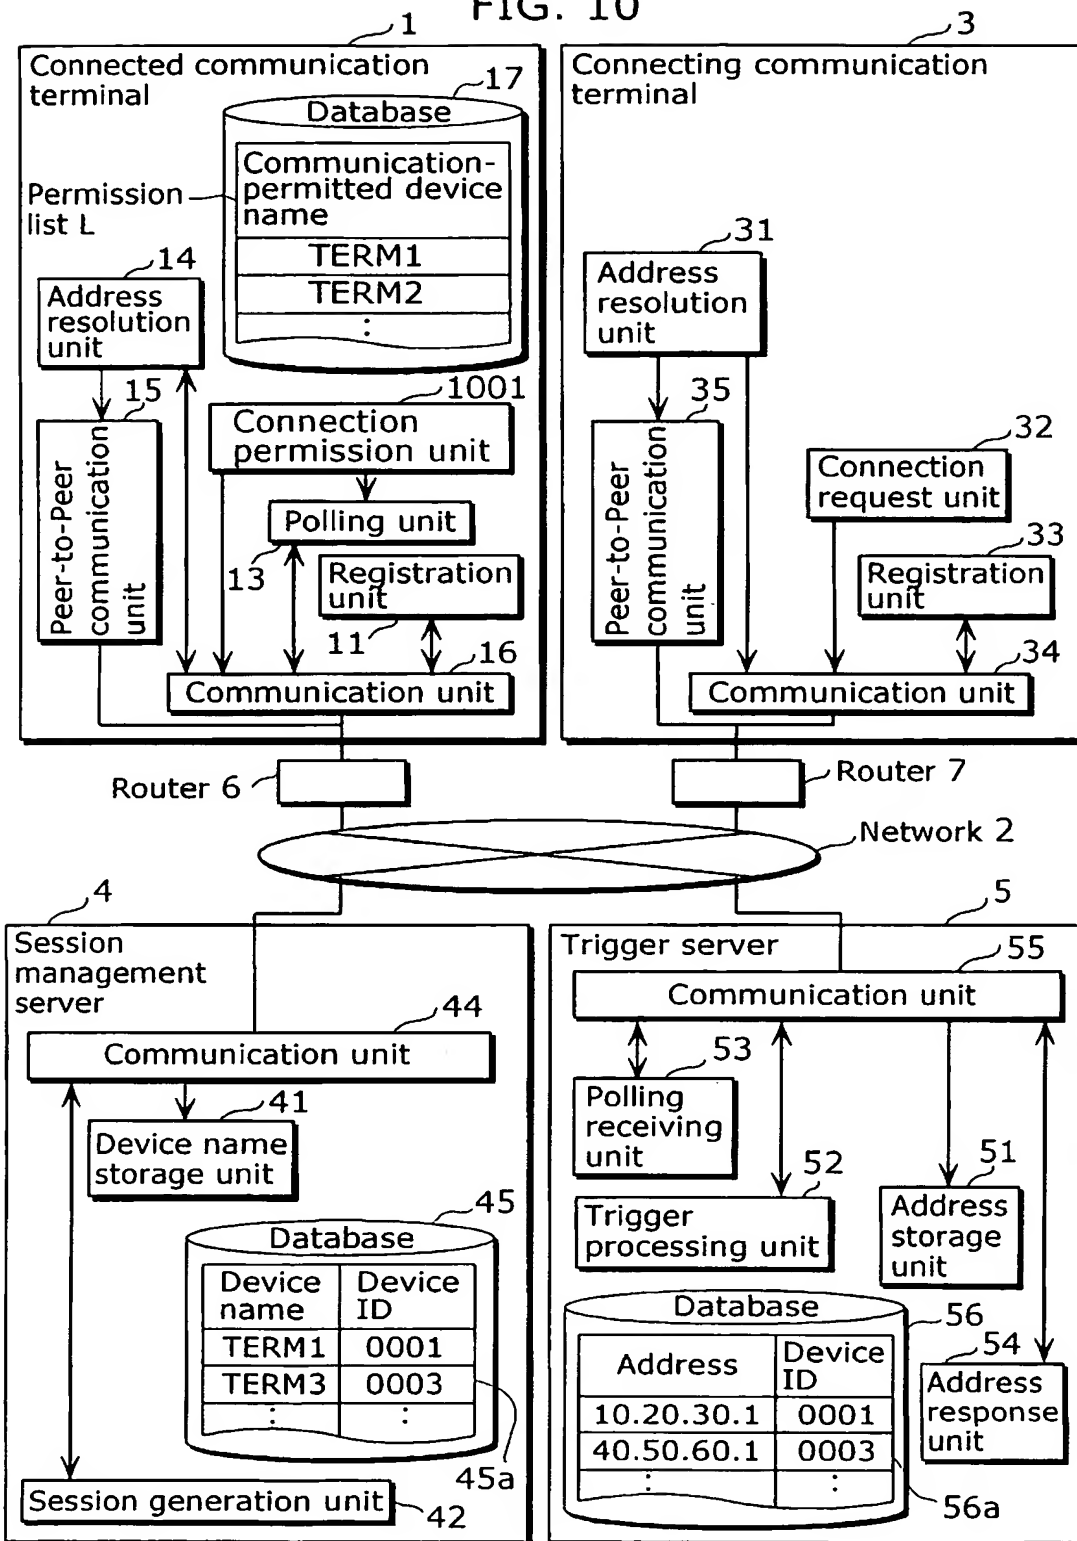 FIG. 10
1
Connected communication
terminal
17
Database
Communication-
permitted device
name
TERM1
TERM2
:
Permission
list L
14
Address
resolution
unit
15
Peer-to-Peer
communication
unit
1001
Connection
permission unit
Polling unit
13
Registration
unit
11
16
Communication unit
3
Connecting communication
terminal
31
Address
resolution
unit
35
Peer-to-Peer
communication
unit
32
Connection
request unit
33
Registration
unit
34
Communication unit
Router 6
Router 7
Network 2
4
Session
management
server
44
Communication unit
41
Device name
storage unit
45
Database
Device
name
Device
ID
TERM1
0001
TERM3
0003
:
:
45a
Session generation unit
42
5
Trigger server
55
Communication unit
53
Polling
receiving
unit
52
Trigger
processing unit
51
Address
storage
unit
56
Database
Address
Device
ID
10.20.30.1
0001
40.50.60.1
0003
:
:
56a
54
Address
response
unit